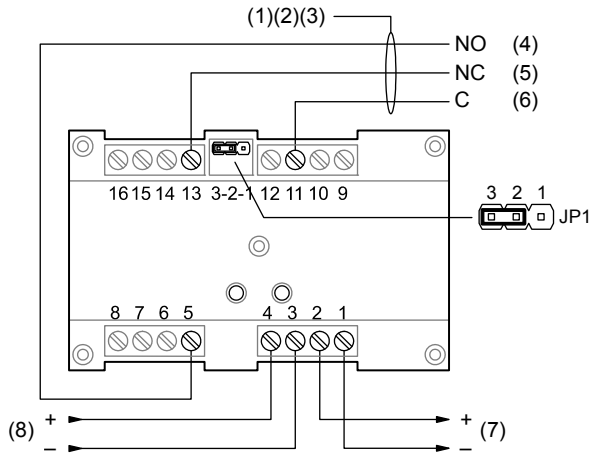 (1)(2)(3)
NO (4)
NC (5)
C (6)
16 15 14 13 3-2-1 12 11 10 9
3 2 1
JP1
8 7 6 5 4 3 2 1
(8) + + (7)
– –